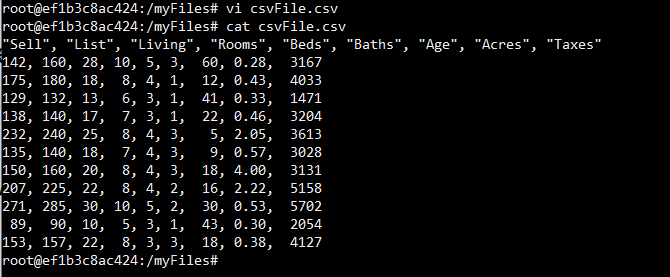 root@ef1b3c8ac424:/myFiles# vi csvFile.csv
root@ef1b3c8ac424:/myFiles# cat csvFile.csv
"Sell", "List", "Living", "Rooms", "Beds", "Baths", "Age", "Acres", "Taxes"
142, 160, 28, 10, 5, 3,  60, 0.28,  3167
175, 180, 18,  8, 4, 1,  12, 0.43,  4033
129, 132, 13,  6, 3, 1,  41, 0.33,  1471
138, 140, 17,  7, 3, 1,  22, 0.46,  3204
232, 240, 25,  8, 4, 3,   5, 2.05,  3613
135, 140, 18,  7, 4, 3,   9, 0.57,  3028
150, 160, 20,  8, 4, 3,  18, 4.00,  3131
207, 225, 22,  8, 4, 2,  16, 2.22,  5158
271, 285, 30, 10, 5, 2,  30, 0.53,  5702
 89,  90, 10,  5, 3, 1,  43, 0.30,  2054
153, 157, 22,  8, 3, 3,  18, 0.38,  4127
root@ef1b3c8ac424:/myFiles#